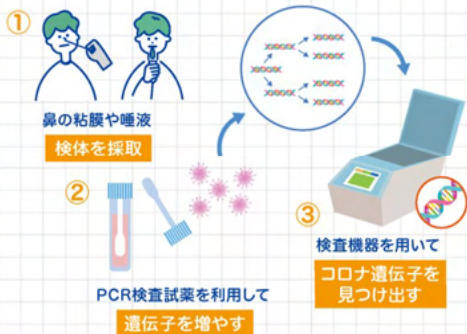 ①
鼻の粘膜や唾液
検体を採取
②
PCR検査試薬を利用して
遺伝子を増やす
③
検査機器を用いて
コロナ遺伝子を
見つけ出す